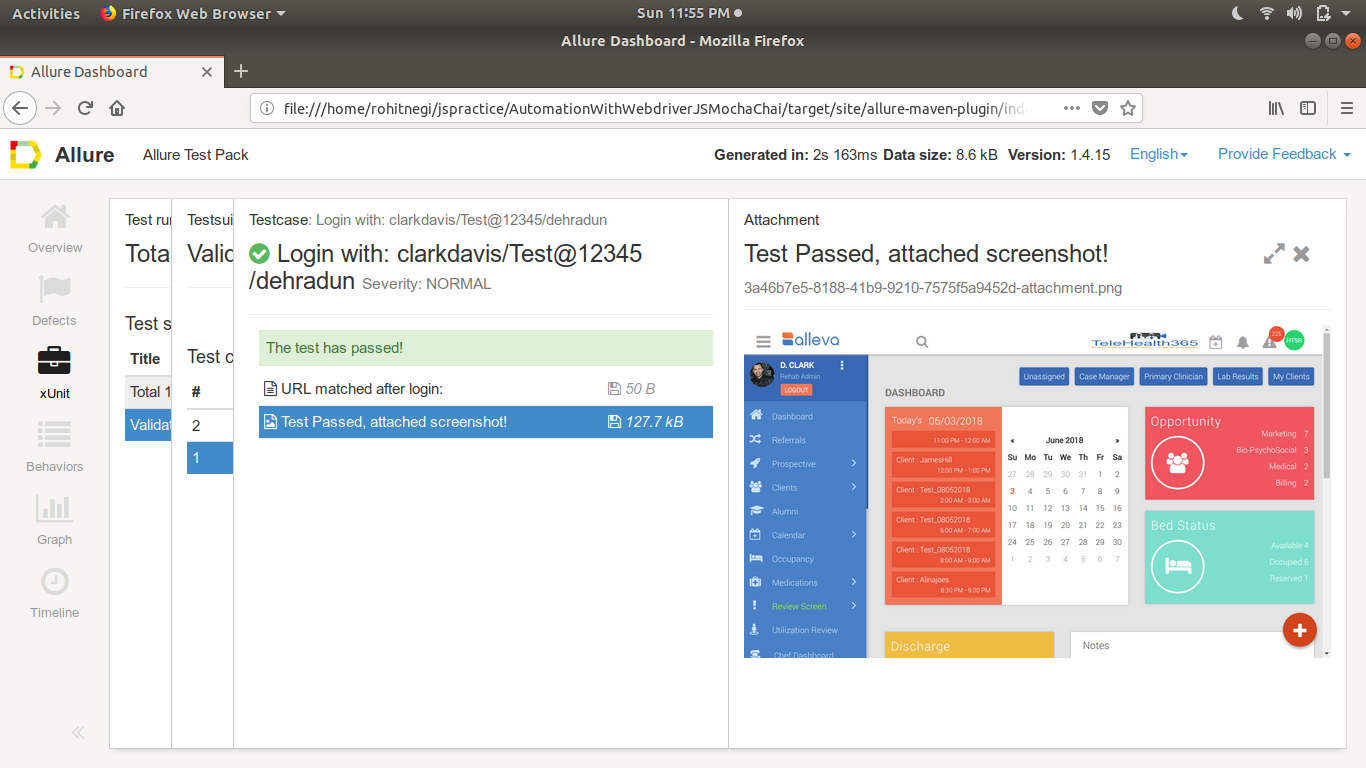 Activities Firefox Web Browser Sun 11:55 PM
Allure Dashboard - Mozilla Firefox
Allure Dashboard
file:///home/rohitnegi/jspractice/AutomationWithWebdriverJSMochaChai/target/site/allure-maven-plugin/ind
Allure Allure Test Pack Generated in: 2s 163ms Data size: 8.6 kB Version: 1.4.15 English Provide Feedback
Overview
Defects
xUnit
Behaviors
Graph
Timeline
Test run
Tota
Test s
Title
Total 1
Validat
Testsui
Valid
Test c
#
2
1
Testcase: Login with: clarkdavis/Test@12345/dehradun
Login with: clarkdavis/Test@12345
/dehradun Severity: NORMAL
The test has passed!
URL matched after login: 50 B
Test Passed, attached screenshot! 127.7 kB
Attachment
Test Passed, attached screenshot!
3a46b7e5-8188-41b9-9210-7575f5a9452d-attachment.png
alleva TeleHealth365 225 HTSR
D. CLARK
Rehab Admin
LOGOUT
Dashboard
Referrals
Prospective
Clients
Alumni
Calendar
Occupancy
Medications
Review Screen
Utilization Review
Chef Dashboard
Unassigned Case Manager Primary Clinician Lab Results My Clients
DASHBOARD
Today's 06/03/2018
11:00 PM - 12:00 AM
Client : JamesHill
12:00 PM - 1:00 PM
Client : Test_08052018
2:00 AM - 3:00 AM
Client : Test_08052018
6:00 AM - 7:00 AM
Client : Test_08052018
8:00 AM - 9:00 AM
Client : Alinajoes
8:30 PM - 9:30 PM
« June 2018 »
Su Mo Tu We Th Fr Sa
27 28 29 30 31 1 2
3 4 5 6 7 8 9
10 11 12 13 14 15 16
17 18 19 20 21 22 23
24 25 26 27 28 29 30
1 2 3 4 5 6 7
Opportunity
Marketing 7
Bio-PsychoSocial 3
Medical 2
Billing 2
Bed Status
Available 4
Occupied 6
Reserved 1
Discharge
Notes